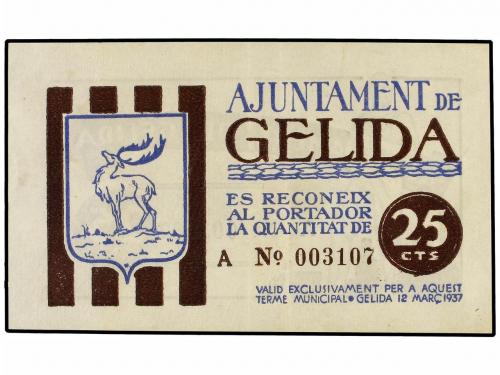 AJUNTAMENT DE
GELIDA
ES RECONEIX
AL PORTADOR
LA QUANTITAT DE
25
CTS
A Nº 003107
VALID EXCLUSIVAMENT PER A AQUEST
TERME MUNICIPAL • GELIDA 12 MARÇ 1937